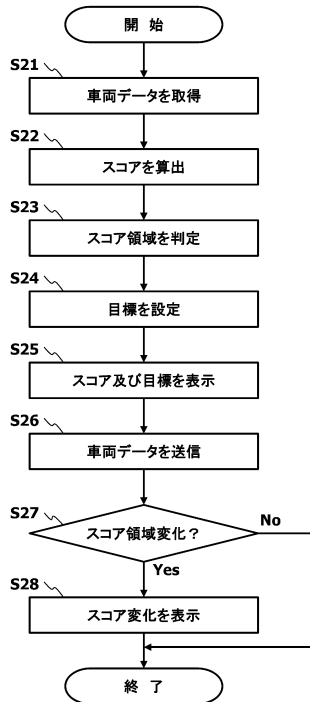 開 始
S21
車両データを取得
S22
スコアを算出
S23
スコア領域を判定
S24
目標を設定
S25
スコア及び目標を表示
S26
車両データを送信
S27
スコア領域変化？
No
Yes
S28
スコア変化を表示
終 了